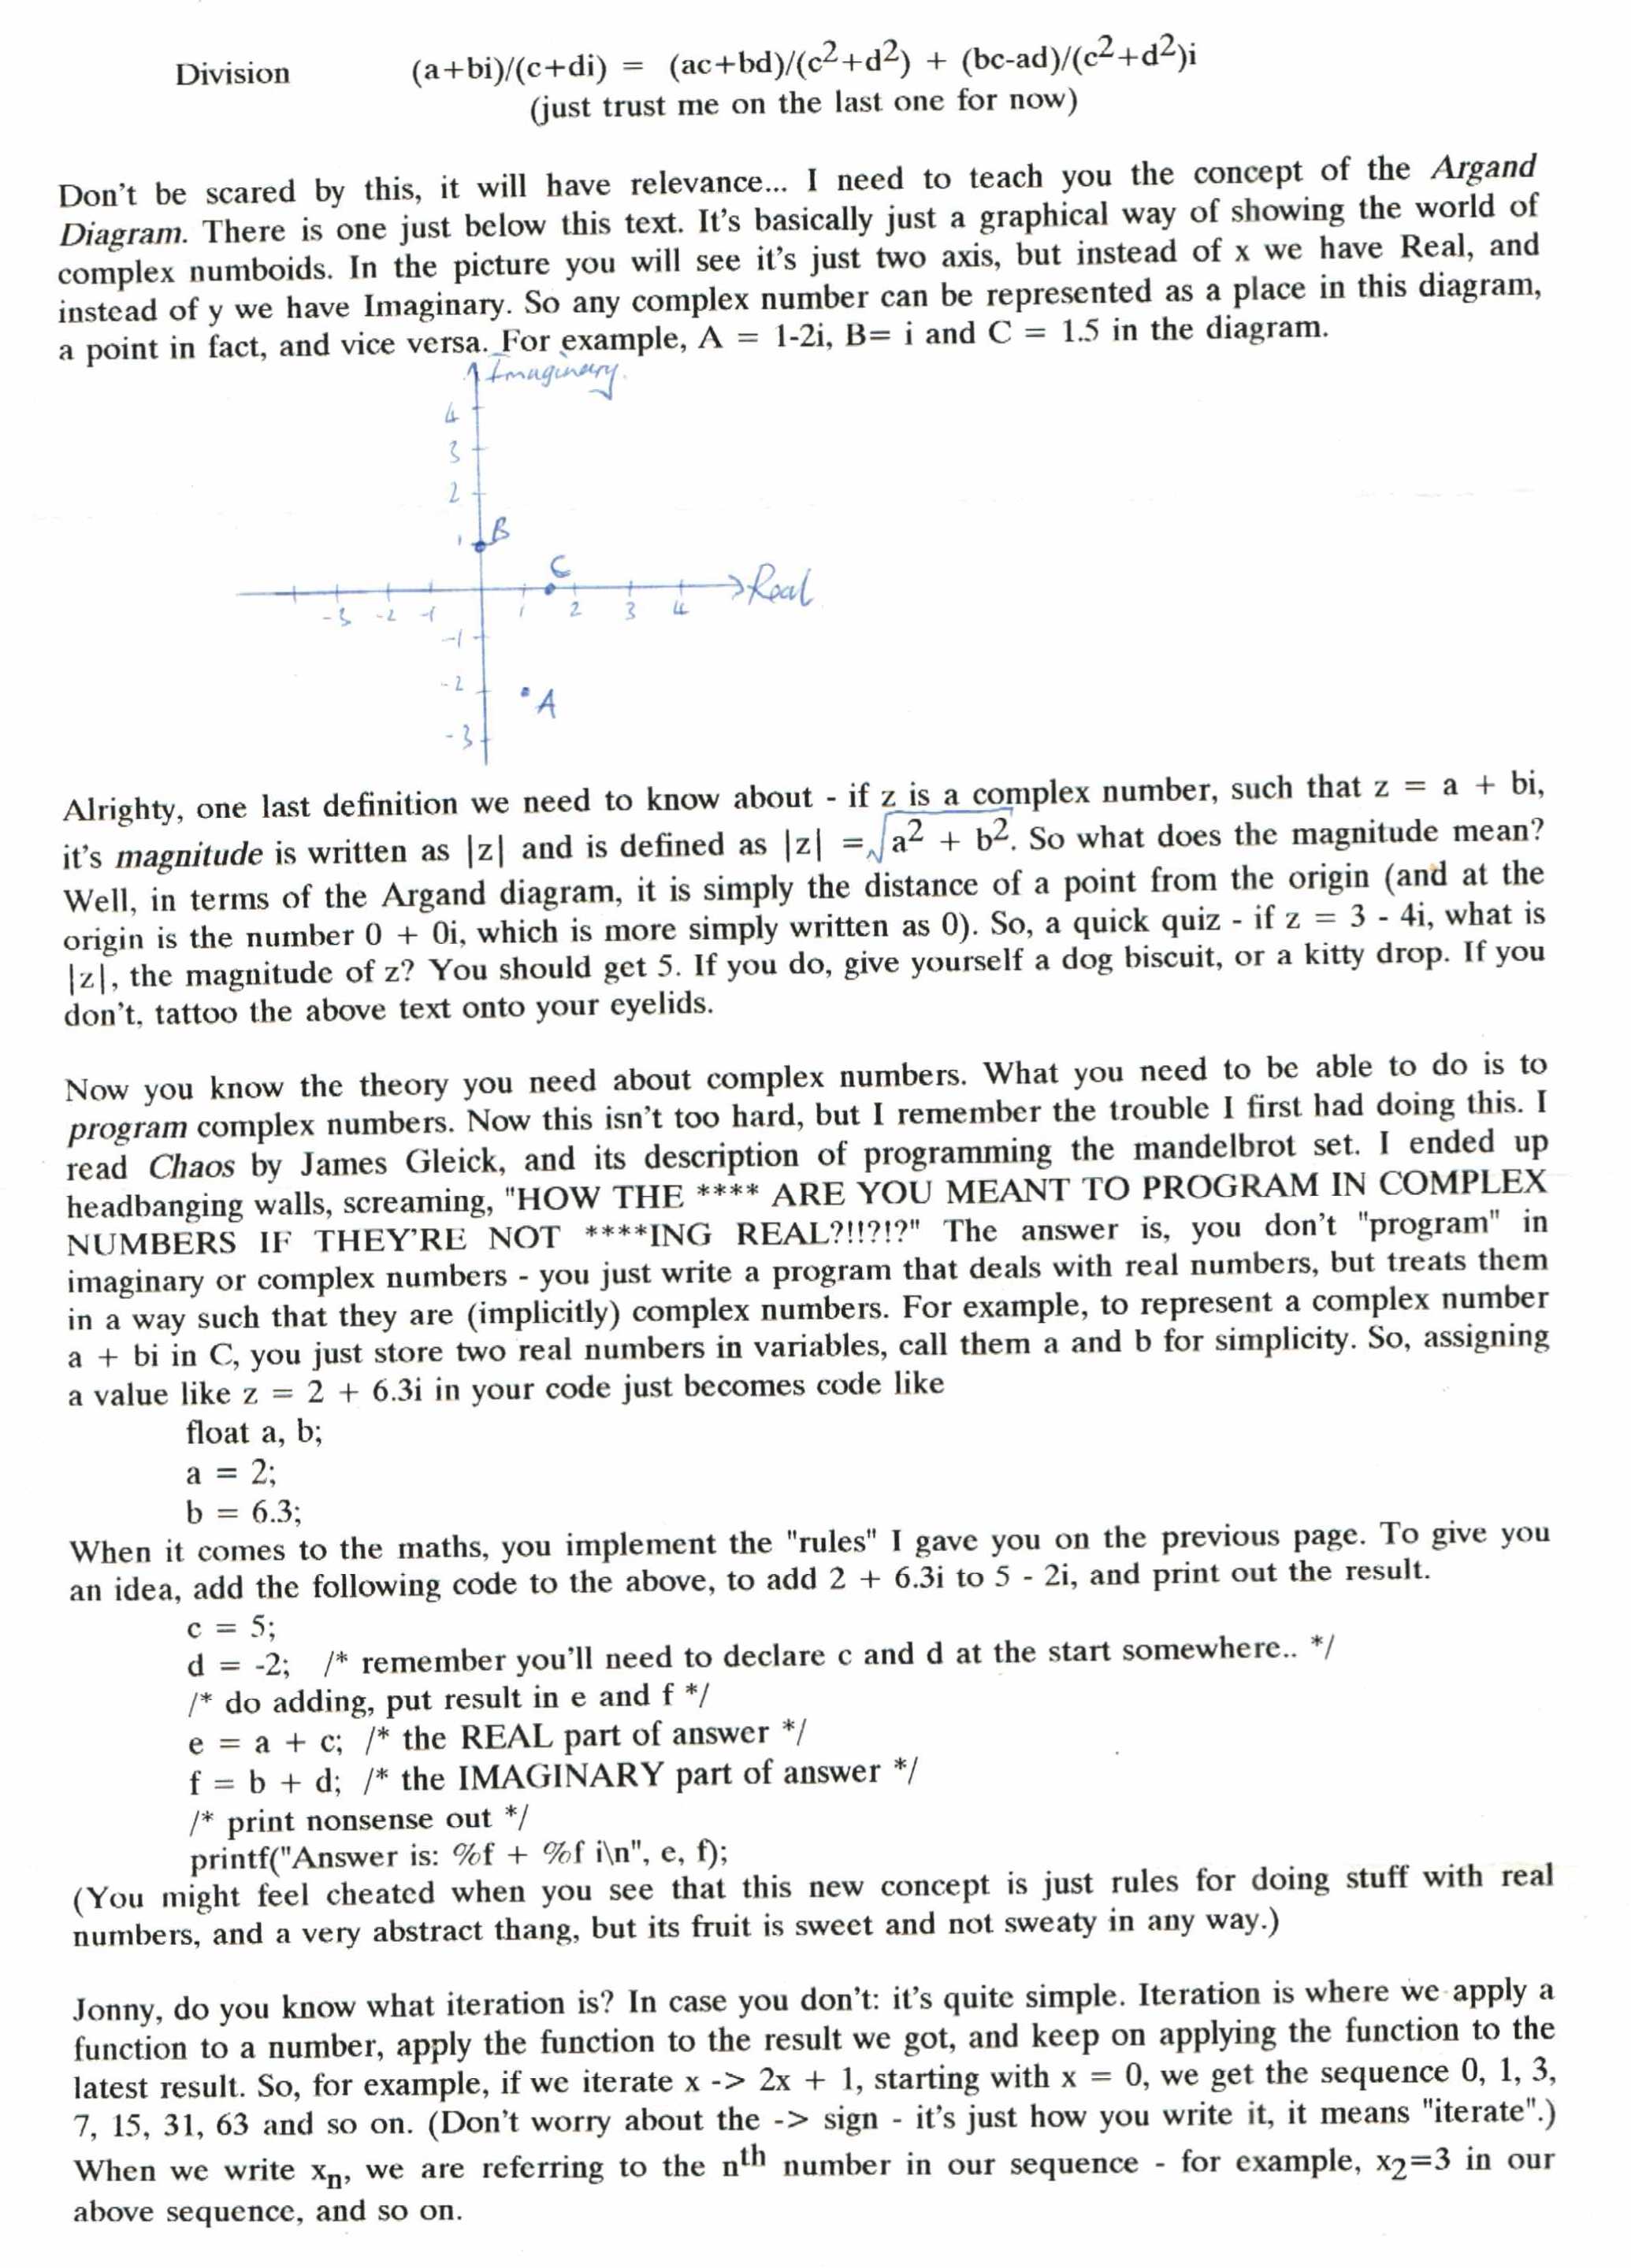 Division (a+bi)/(c+di) = (ac+bd)/(c²+d²) + (bc-ad)/(c²+d²)i
(just trust me on the last one for now)
Don't be scared by this, it will have relevance... I need to teach you the concept of the Argand
Diagram. There is one just below this text. It's basically just a graphical way of showing the world of
complex numboids. In the picture you will see it's just two axis, but instead of x we have Real, and
instead of y we have Imaginary. So any complex number can be represented as a place in this diagram,
a point in fact, and vice versa. For example, A = 1-2i, B= i and C = 1.5 in the diagram.
Imaginary.
4
3
2
1 B
C
Real
-3 -2 -1 1 2 3 4
-1
-2 A
-3
Alrighty, one last definition we need to know about - if z is a complex number, such that z = a + bi,
it's magnitude is written as |z| and is defined as |z| =√a² + b². So what does the magnitude mean?
Well, in terms of the Argand diagram, it is simply the distance of a point from the origin (and at the
origin is the number 0 + 0i, which is more simply written as 0). So, a quick quiz - if z = 3 - 4i, what is
|z|, the magnitude of z? You should get 5. If you do, give yourself a dog biscuit, or a kitty drop. If you
don't, tattoo the above text onto your eyelids.
Now you know the theory you need about complex numbers. What you need to be able to do is to
program complex numbers. Now this isn't too hard, but I remember the trouble I first had doing this. I
read Chaos by James Gleick, and its description of programming the mandelbrot set. I ended up
headbanging walls, screaming, "HOW THE **** ARE YOU MEANT TO PROGRAM IN COMPLEX
NUMBERS IF THEY'RE NOT ****ING REAL?!!?!?" The answer is, you don't "program" in
imaginary or complex numbers - you just write a program that deals with real numbers, but treats them
in a way such that they are (implicitly) complex numbers. For example, to represent a complex number
a + bi in C, you just store two real numbers in variables, call them a and b for simplicity. So, assigning
a value like z = 2 + 6.3i in your code just becomes code like
float a, b;
a = 2;
b = 6.3;
When it comes to the maths, you implement the "rules" I gave you on the previous page. To give you
an idea, add the following code to the above, to add 2 + 6.3i to 5 - 2i, and print out the result.
c = 5;
d = -2; /* remember you'll need to declare c and d at the start somewhere.. */
/* do adding, put result in e and f */
e = a + c; /* the REAL part of answer */
f = b + d; /* the IMAGINARY part of answer */
/* print nonsense out */
printf("Answer is: %f + %f i\n", e, f);
(You might feel cheated when you see that this new concept is just rules for doing stuff with real
numbers, and a very abstract thang, but its fruit is sweet and not sweaty in any way.)
Jonny, do you know what iteration is? In case you don't: it's quite simple. Iteration is where we apply a
function to a number, apply the function to the result we got, and keep on applying the function to the
latest result. So, for example, if we iterate x -> 2x + 1, starting with x = 0, we get the sequence 0, 1, 3,
7, 15, 31, 63 and so on. (Don't worry about the -> sign - it's just how you write it, it means "iterate".)
When we write xₙ, we are referring to the nᵗʰ number in our sequence - for example, x₂=3 in our
above sequence, and so on.